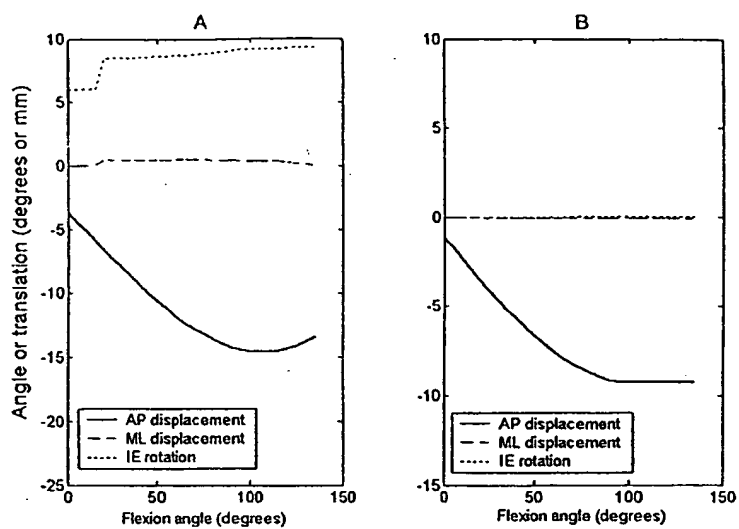 A
B
Angle or translation (degrees or mm)
10
5
0
-5
-10
-15
-20
-25
AP displacement
ML displacement
IE rotation
0
50
100
150
Flexion angle (degrees)
10
5
0
-5
-10
-15
AP displacement
ML displacement
IE rotation
0
50
100
150
Flexion angle (degrees)